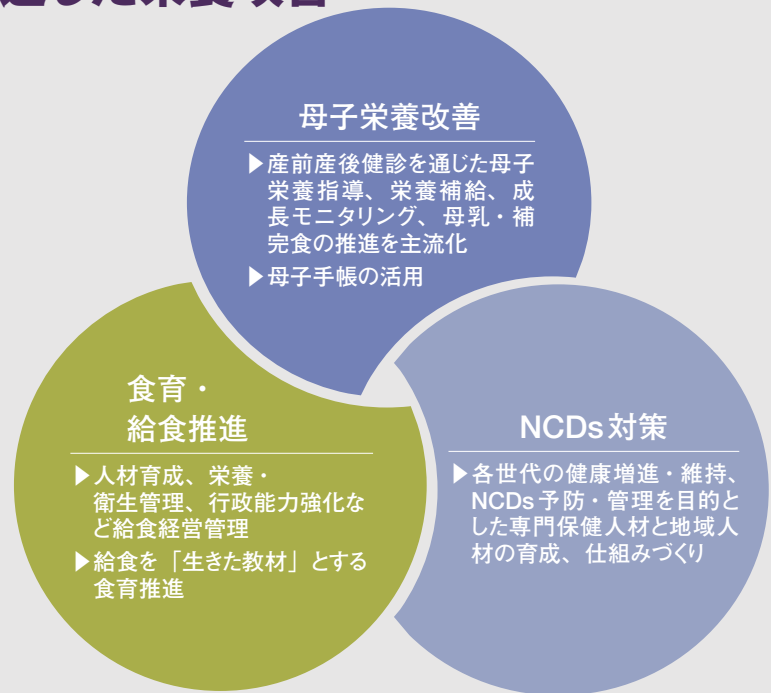 母子栄養改善
▶産前産後健診を通じた母子
栄養指導、栄養補給、成
長モニタリング、母乳・補
完食の推進を主流化
▶母子手帳の活用
食育・
給食推進
▶人材育成、栄養・
衛生管理、行政能力強化な
ど給食経営管理
▶給食を「生きた教材」とする
食育推進
NCDs対策
▶各世代の健康増進・維持、
NCDs予防・管理を目的と
した専門保健人材と地域人
材の育成、仕組みづくり